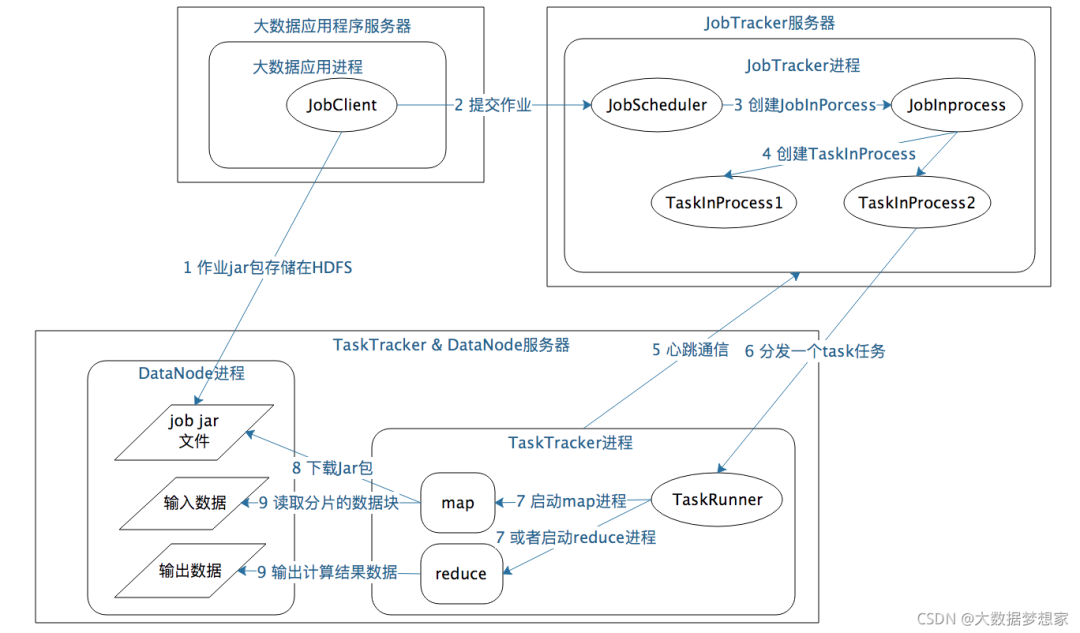 大数据应用程序服务器
大数据应用进程
JobClient
2 提交作业
JobTracker服务器
JobTracker进程
JobScheduler
3 创建JobInPorcess
JobInprocess
4 创建TaskInProcess
TaskInProcess1
TaskInProcess2
1 作业jar包存储在HDFS
TaskTracker & DataNode服务器
5 心跳通信
6 分发一个task任务
DataNode进程
job jar
文件
TaskTracker进程
8 下载Jar包
输入数据
9 读取分片的数据块
map
7 启动map进程
TaskRunner
7 或者启动reduce进程
输出数据
9 输出计算结果数据
reduce
CSDN @大数据梦想家